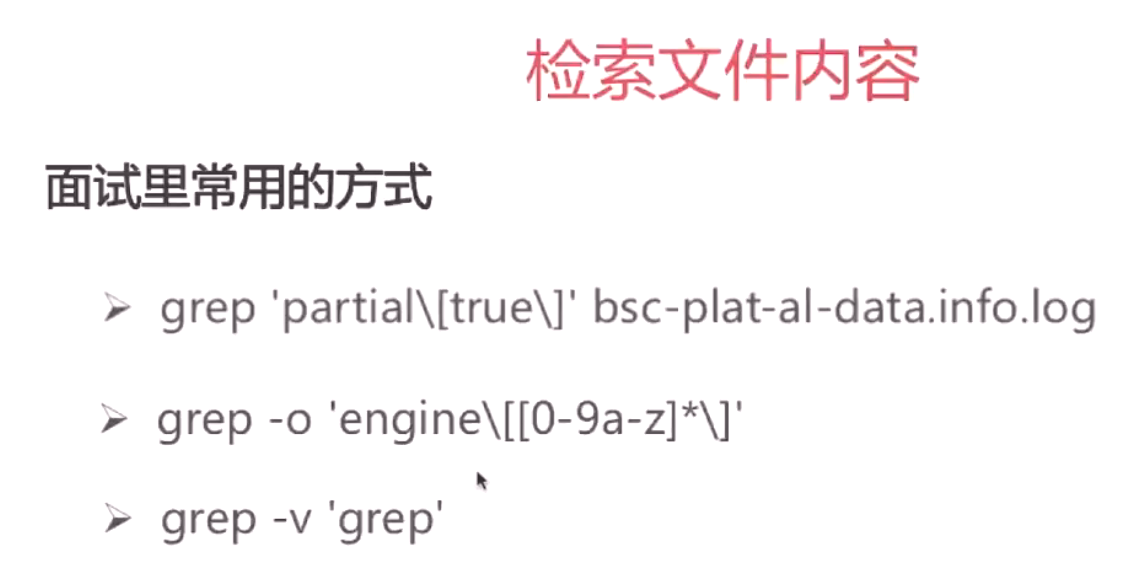 检索文件内容
面试里常用的方式
➢ grep 'partial\[true\]' bsc-plat-al-data.info.log
➢ grep -o 'engine\[[0-9a-z]*\]'
➢ grep -v 'grep'